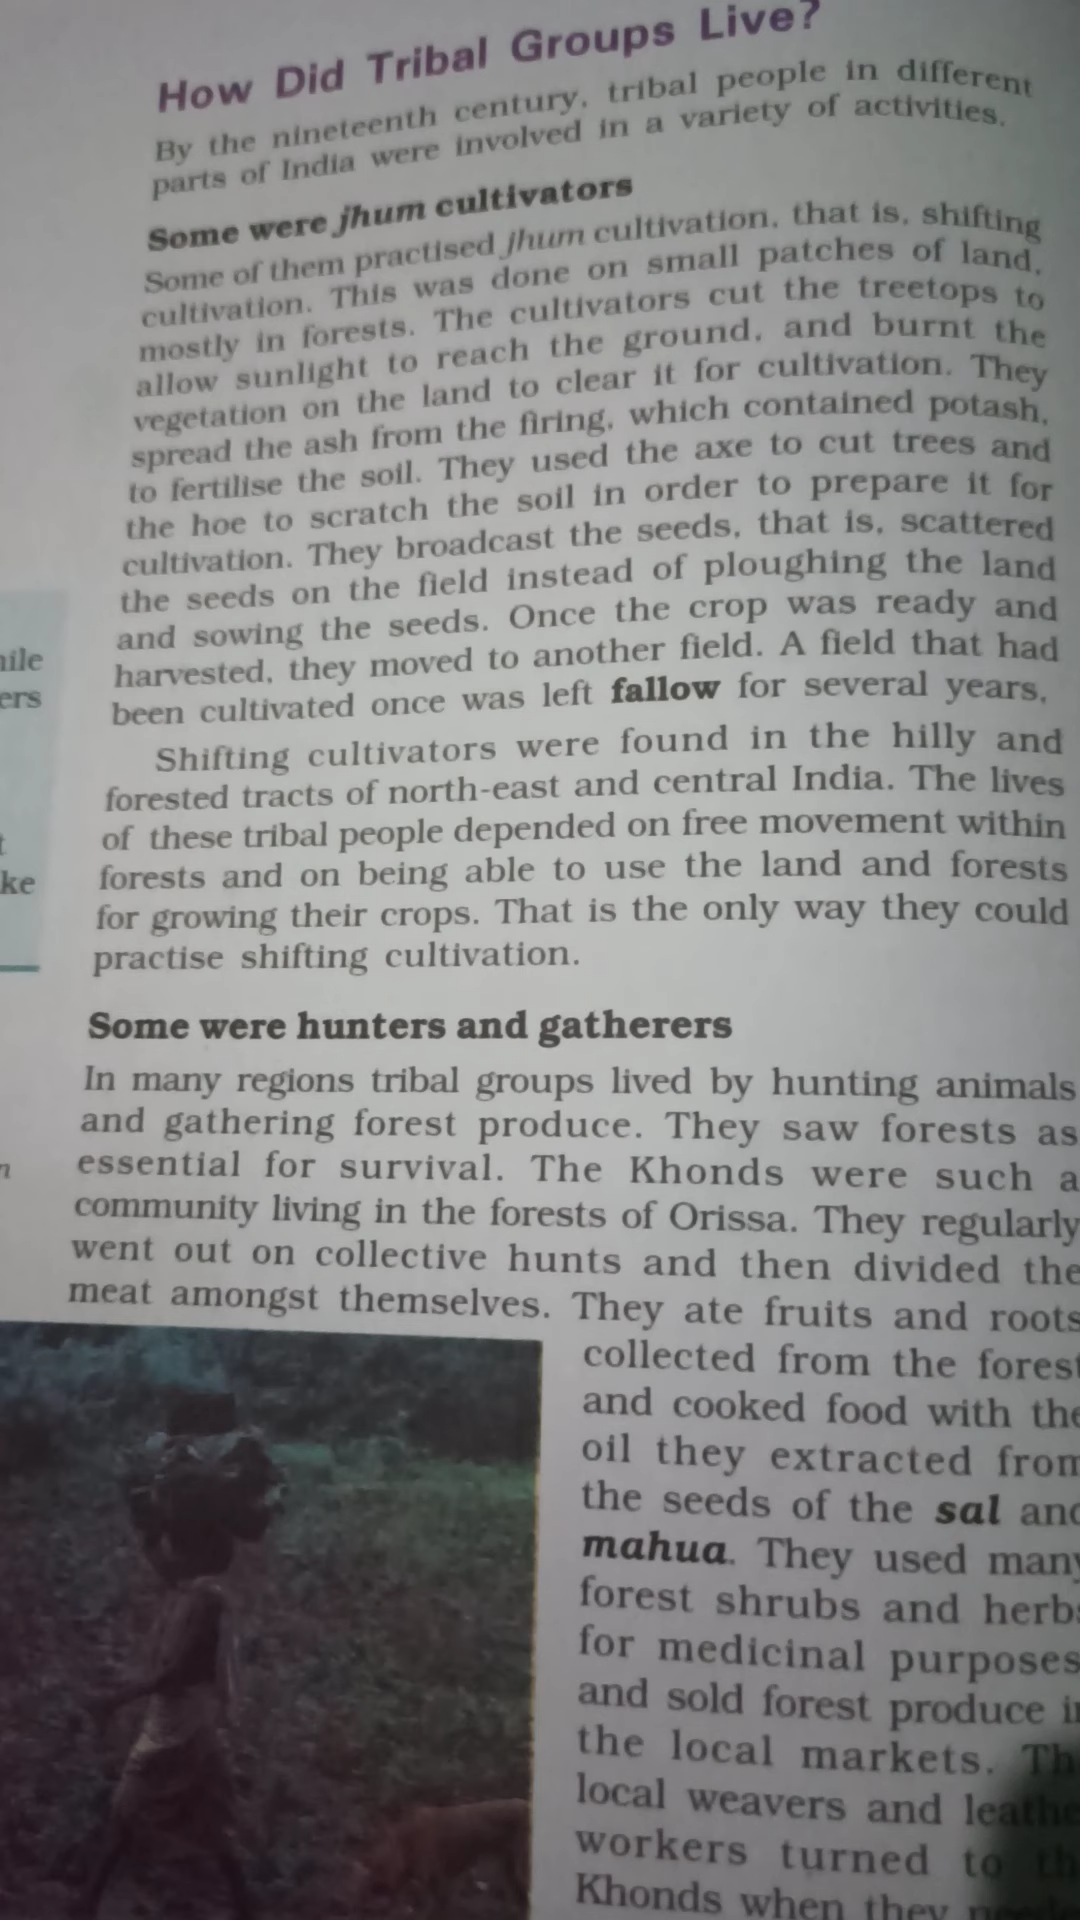 How Did Tribal Groups Live?
By the nineteenth century, tribal people in different
parts of India were involved in a variety of activities.
Some were jhum cultivators
Some of them practised jhum cultivation, that is, shifting
cultivation. This was done on small patches of land,
mostly in forests. The cultivators cut the treetops to
allow sunlight to reach the ground, and burnt the
vegetation on the land to clear it for cultivation. They
spread the ash from the firing, which contained potash,
to fertilise the soil. They used the axe to cut trees and
the hoe to scratch the soil in order to prepare it for
cultivation. They broadcast the seeds, that is, scattered
the seeds on the field instead of ploughing the land
and sowing the seeds. Once the crop was ready and
harvested, they moved to another field. A field that had
been cultivated once was left fallow for several years.
Shifting cultivators were found in the hilly and
forested tracts of north-east and central India. The lives
of these tribal people depended on free movement within
forests and on being able to use the land and forests
for growing their crops. That is the only way they could
practise shifting cultivation.
Some were hunters and gatherers
In many regions tribal groups lived by hunting animals
and gathering forest produce. They saw forests as
essential for survival. The Khonds were such a
community living in the forests of Orissa. They regularly
went out on collective hunts and then divided the
meat amongst themselves. They ate fruits and roots
collected from the forest
and cooked food with the
oil they extracted from
the seeds of the sal and
mahua. They used many
forest shrubs and herbs
for medicinal purposes
and sold forest produce in
the local markets.
local weavers and
workers turned to
Khonds when they